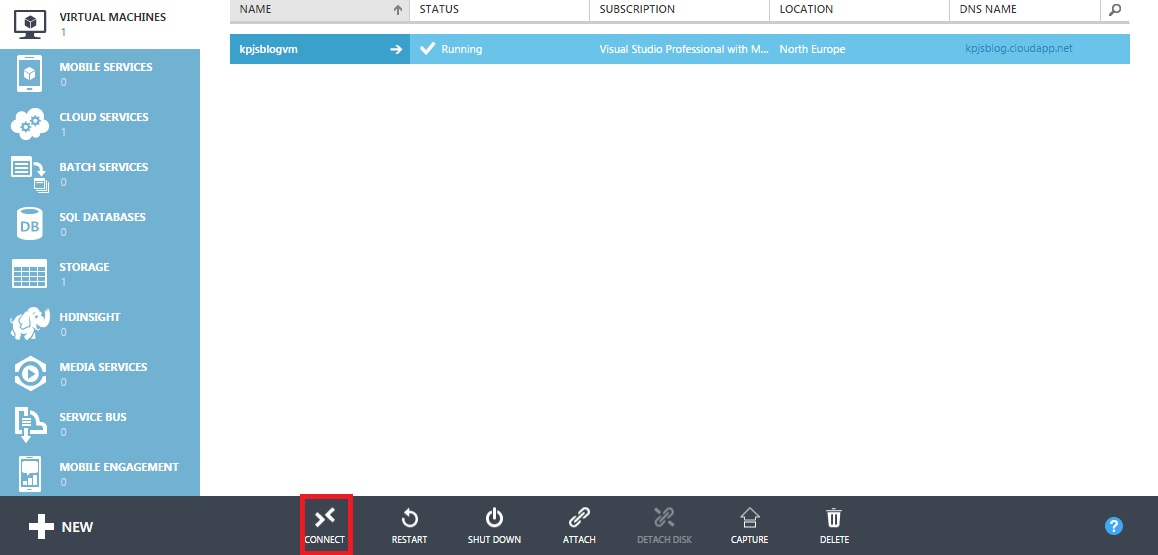 VIRTUAL MACHINES
1
MOBILE SERVICES
0
CLOUD SERVICES
1
BATCH SERVICES
0
DB
SQL DATABASES
0
STORAGE
1
HDINSIGHT
0
MEDIA SERVICES
0
SERVICE BUS
0
MOBILE ENGAGEMENT
0
NAME STATUS SUBSCRIPTION LOCATION DNS NAME
kpjsblogvm Running Visual Studio Professional with M... North Europe kpjsblog.cloudapp.net
NEW
CONNECT RESTART SHUT DOWN ATTACH DETACH DISK CAPTURE DELETE
?